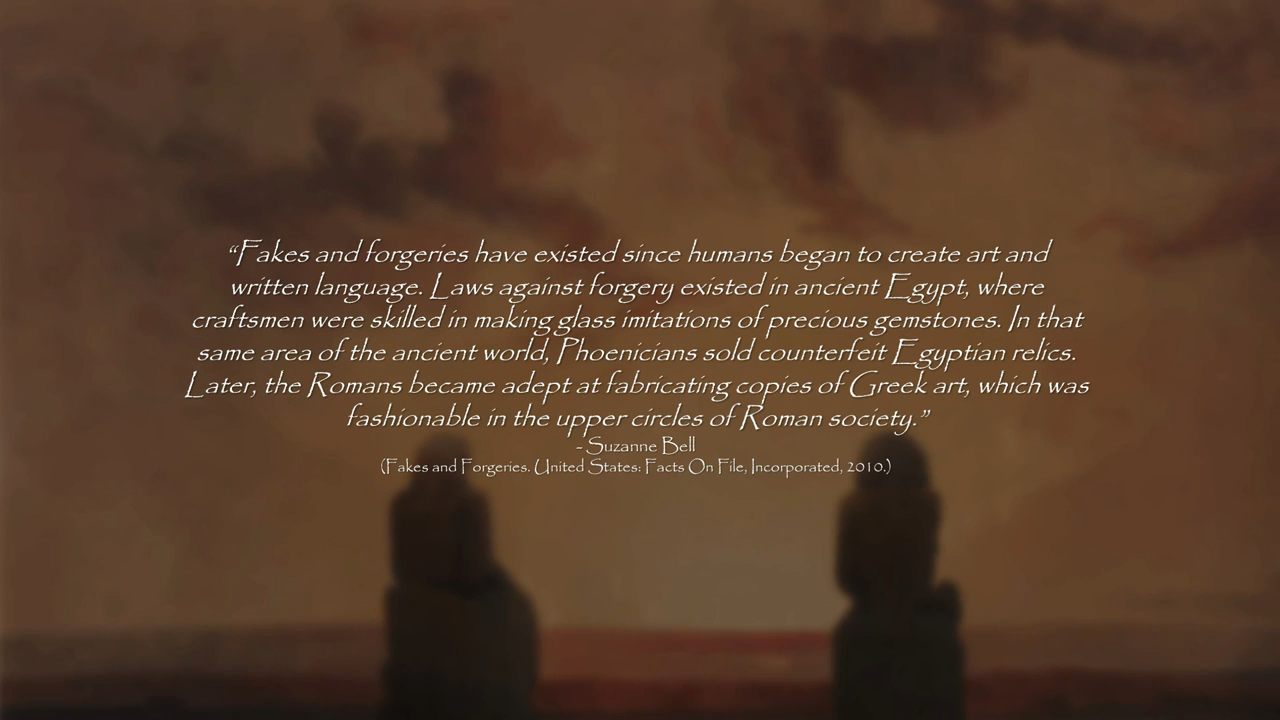 “Fakes and forgeries have existed since humans began to create art and
written language. Laws against forgery existed in ancient Egypt, where
craftsmen were skilled in making glass imitations of precious gemstones. In that
same area of the ancient world, Phoenicians sold counterfeit Egyptian relics.
Later, the Romans became adept at fabricating copies of Greek art, which was
fashionable in the upper circles of Roman society.”
- Suzanne Bell
(Fakes and Forgeries. United States: Facts On File, Incorporated, 2010.)